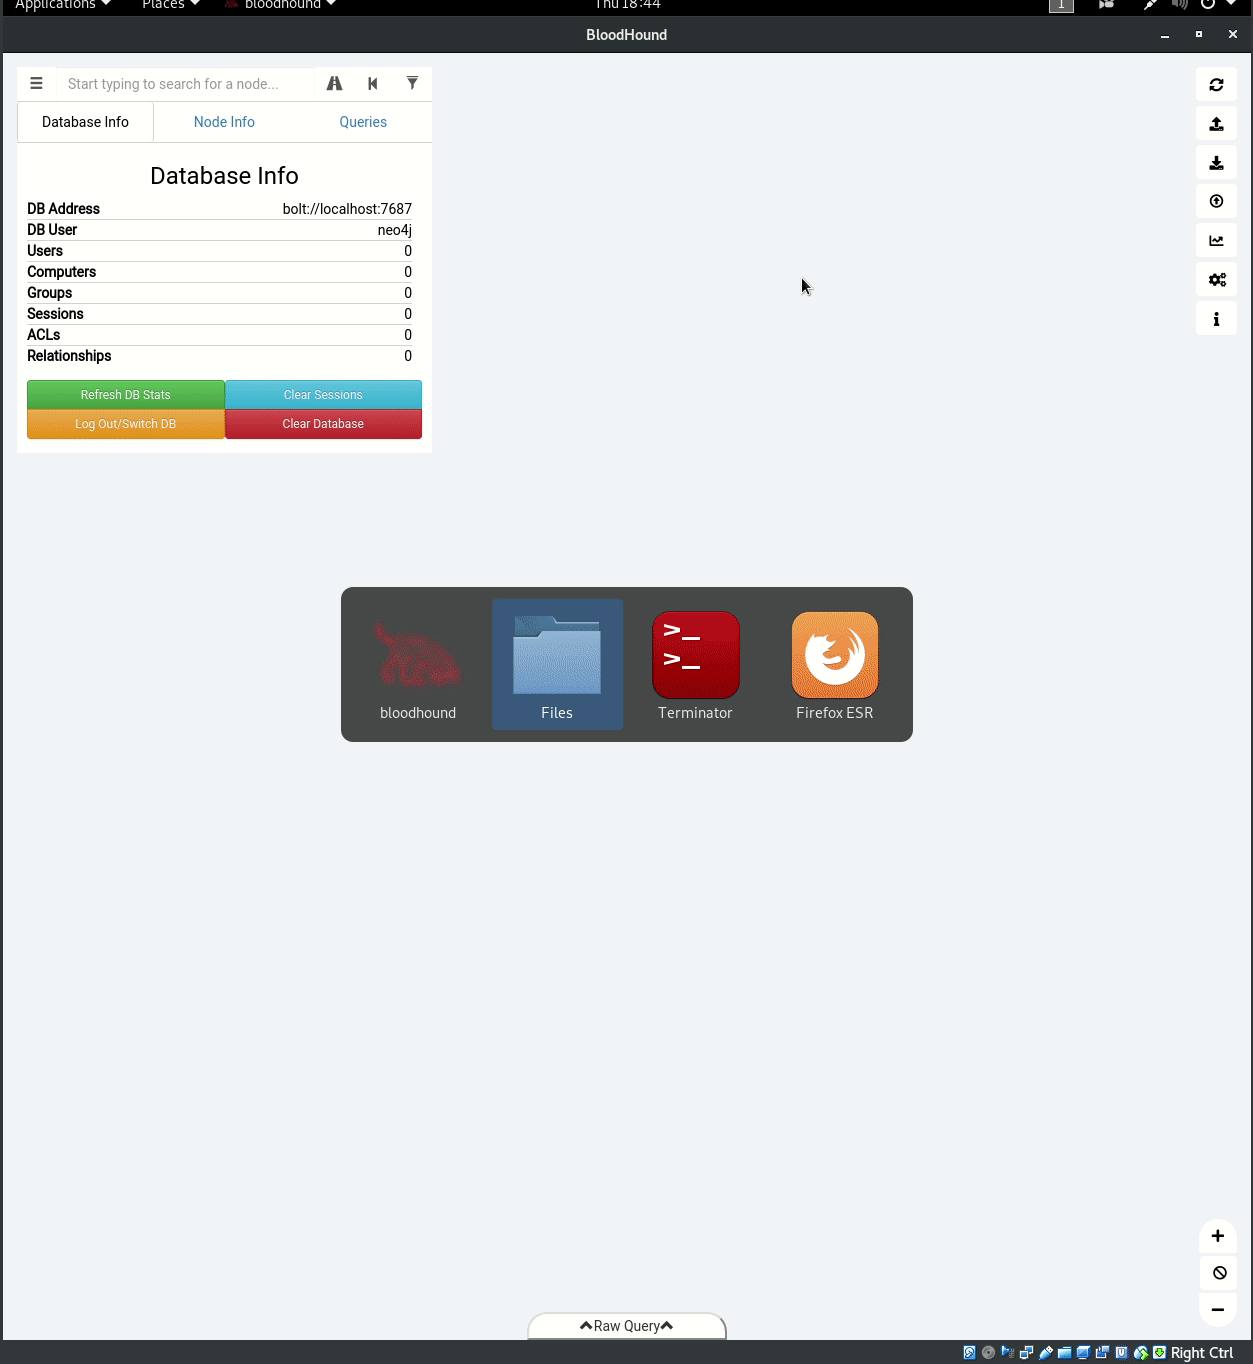 Applications Places bloodhound Thu 18:44 1
BloodHound
Start typing to search for a node...
Database Info Node Info Queries
Database Info
DB Address bolt://localhost:7687
DB User neo4j
Users 0
Computers 0
Groups 0
Sessions 0
ACLs 0
Relationships 0
Refresh DB Stats Clear Sessions
Log Out/Switch DB Clear Database
>_
>_
bloodhound Files Terminator Firefox ESR
Raw Query
Right Ctrl